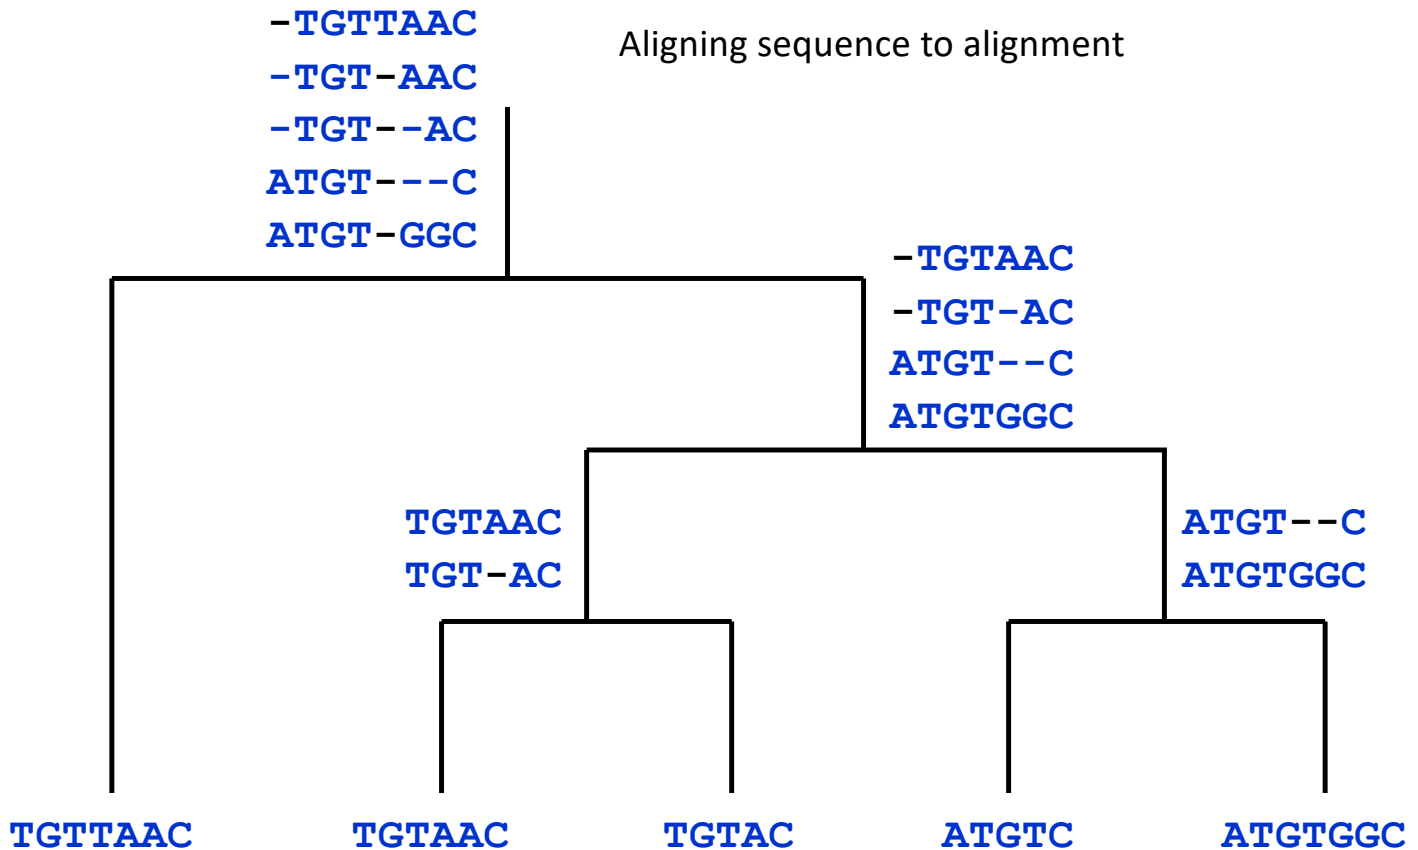 -TGTTAAC
Aligning sequence to alignment
-TGT-AAC
-TGT--AC
ATGT---C
ATGT-GGC
-TGTAAC
-TGT-AC
ATGT--C
ATGTGGC
TGTAAC
TGT-AC
ATGT--C
ATGTGGC
TGTTAAC
TGTAAC
TGTAC
ATGTC
ATGTGGC